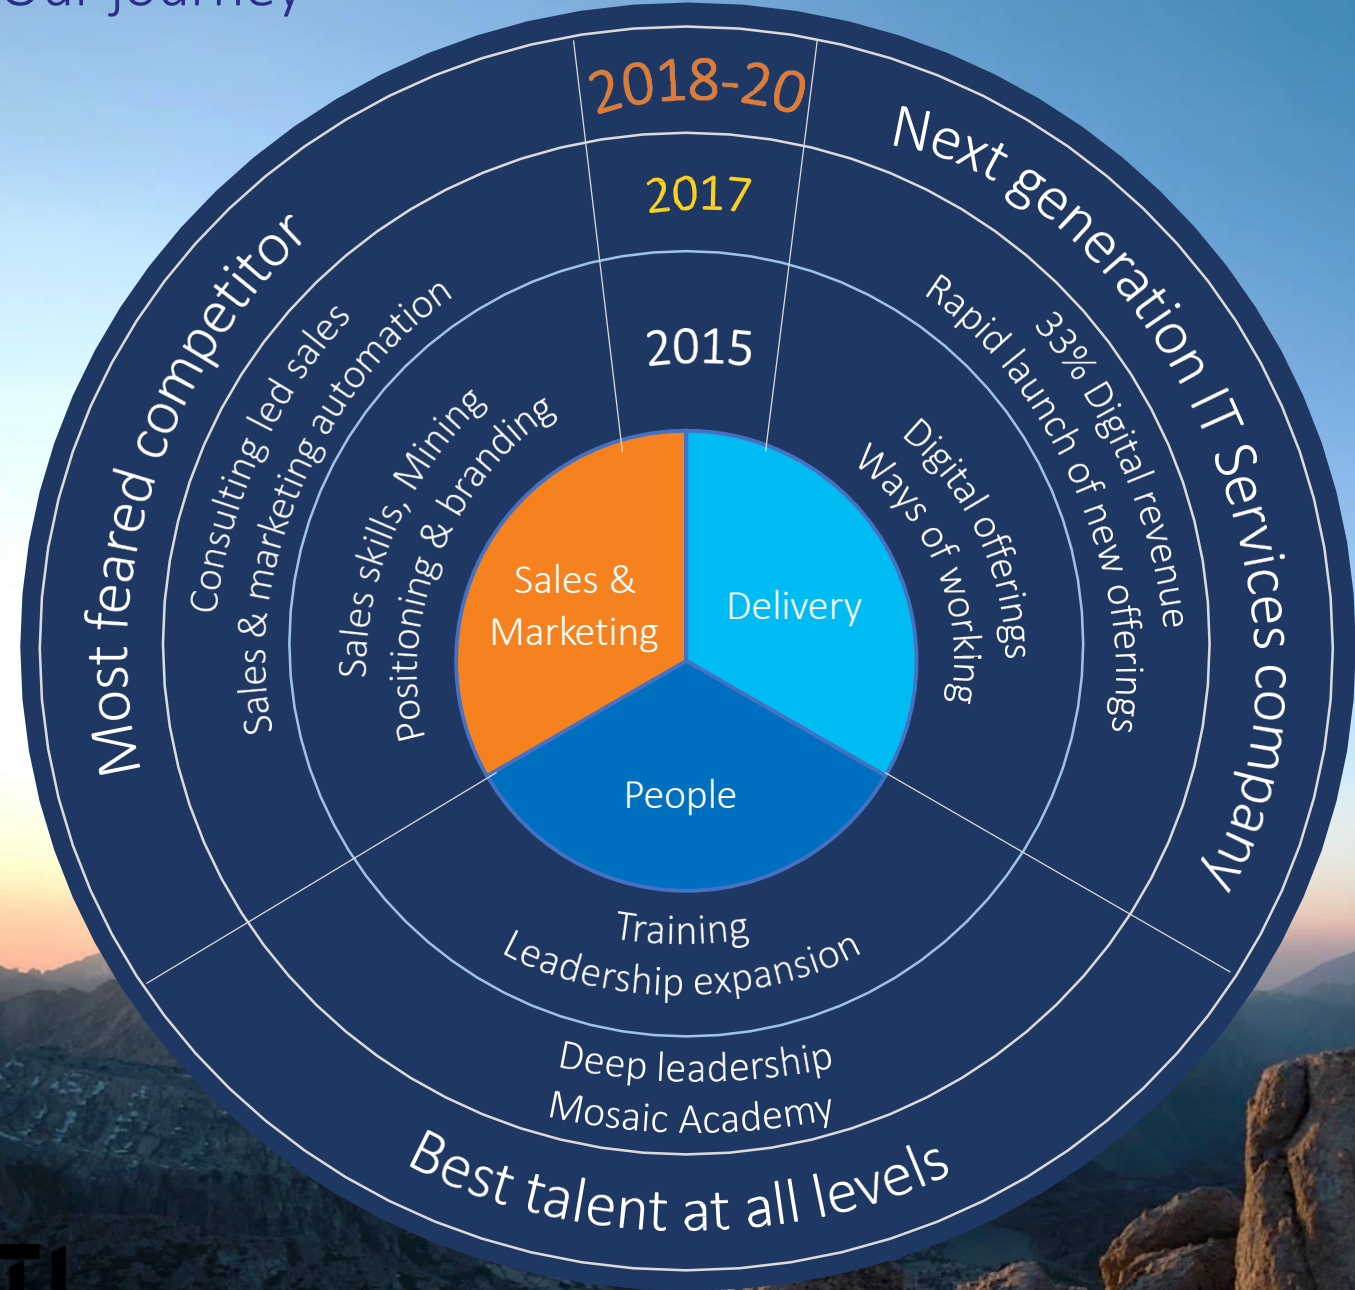 Our journey
2018-20
2017
2015
Most feared competitor
Consulting led sales
Sales & marketing automation
Sales skills, Mining
Positioning & branding
Sales &
Marketing
Next generation IT Services company
33% Digital revenue
Rapid launch of new offerings
Digital offerings
Ways of working
Delivery
People
Training
Leadership expansion
Deep leadership
Mosaic Academy
Best talent at all levels